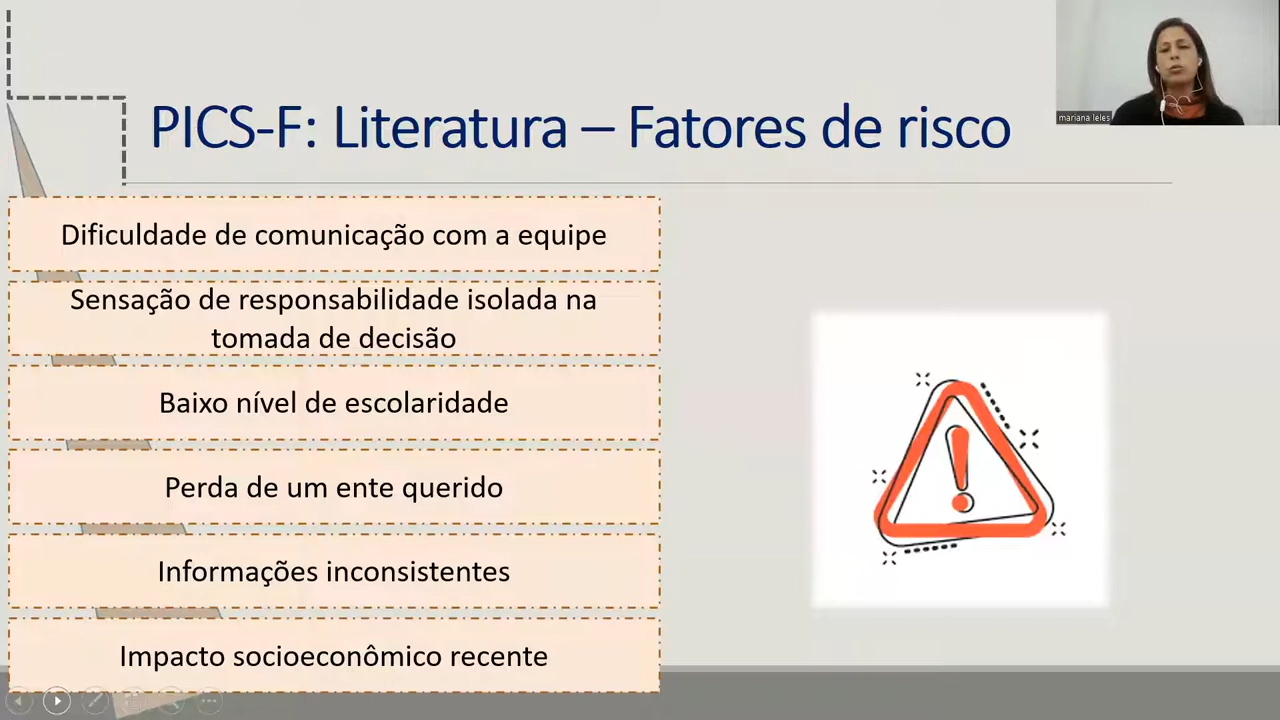 mariana leles
PICS-F: Literatura – Fatores de risco
Dificuldade de comunicação com a equipe
Sensação de responsabilidade isolada na
tomada de decisão
Baixo nível de escolaridade
Perda de um ente querido
Informações inconsistentes
Impacto socioeconômico recente